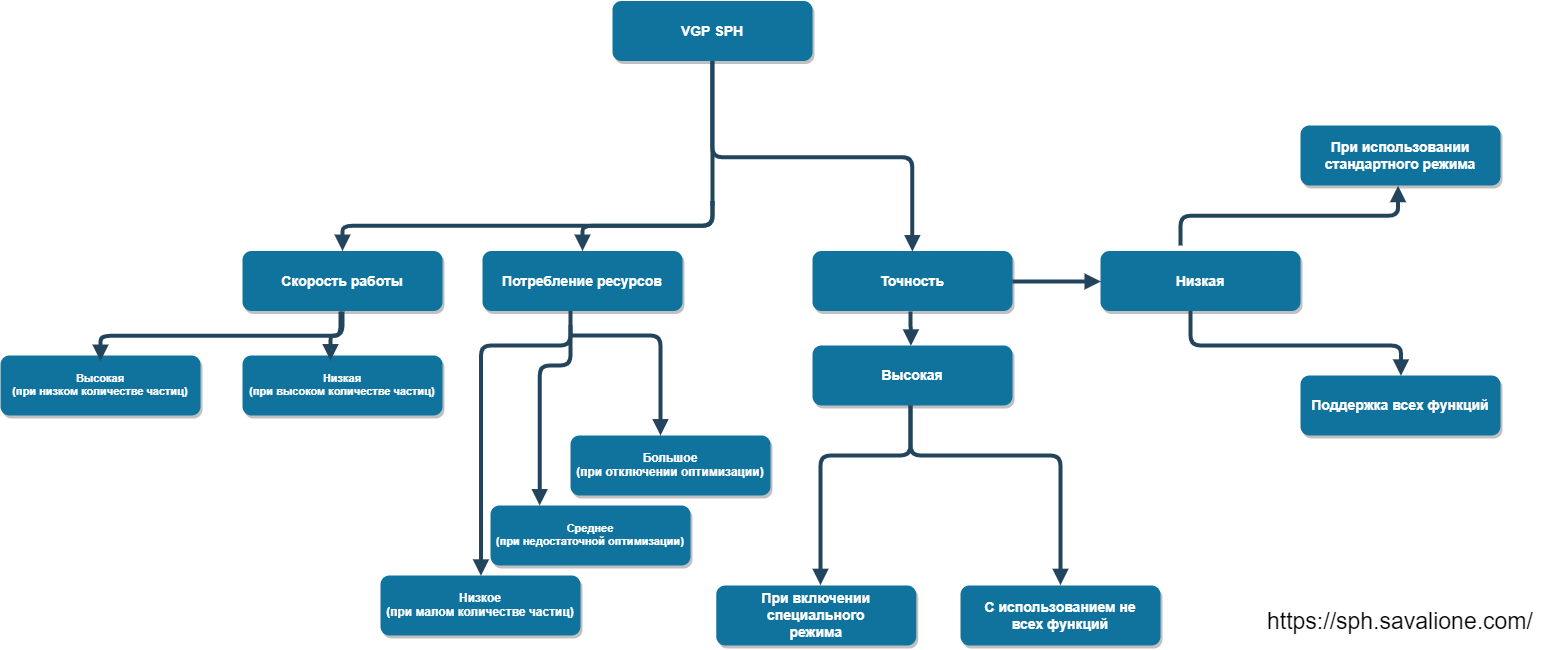 VGP SPH
При использовании
стандартного режима
Скорость работы
Потребление ресурсов
Точность
Низкая
Высокая
(при низком количестве частиц)
Низкая
(при высоком количестве частиц)
Высокая
Поддержка всех функций
Большое
(при отключении оптимизации)
Среднее
(при недостаточной оптимизации)
Низкое
(при малом количестве частиц)
При включении
специального
режима
С использованием не
всех функций
https://sph.savalione.com/